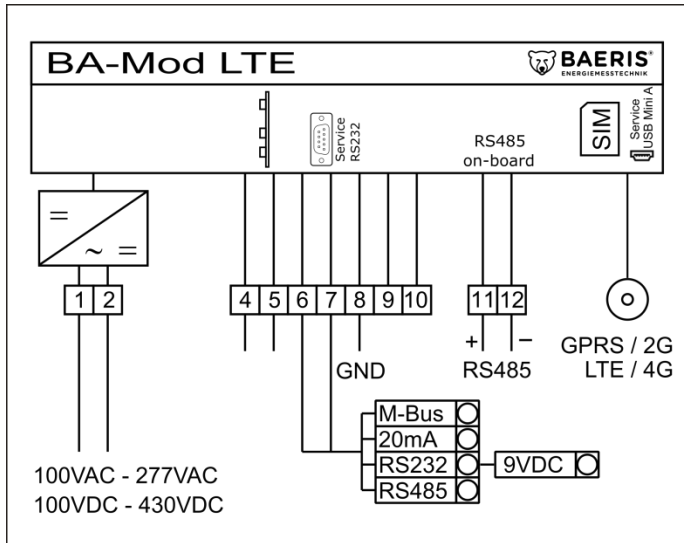 BA-Mod LTE
BAERIS®
ENERGIEMESSTECHNIK
Service
RS232
RS485
on-board
SIM
Service
USB Mini A
= ~ =
1 2
4 5 6 7 8 9 10
11 12
+ −
GND
RS485
GPRS / 2G
LTE / 4G
M-Bus
20mA
RS232
9VDC
RS485
100VAC - 277VAC
100VDC - 430VDC